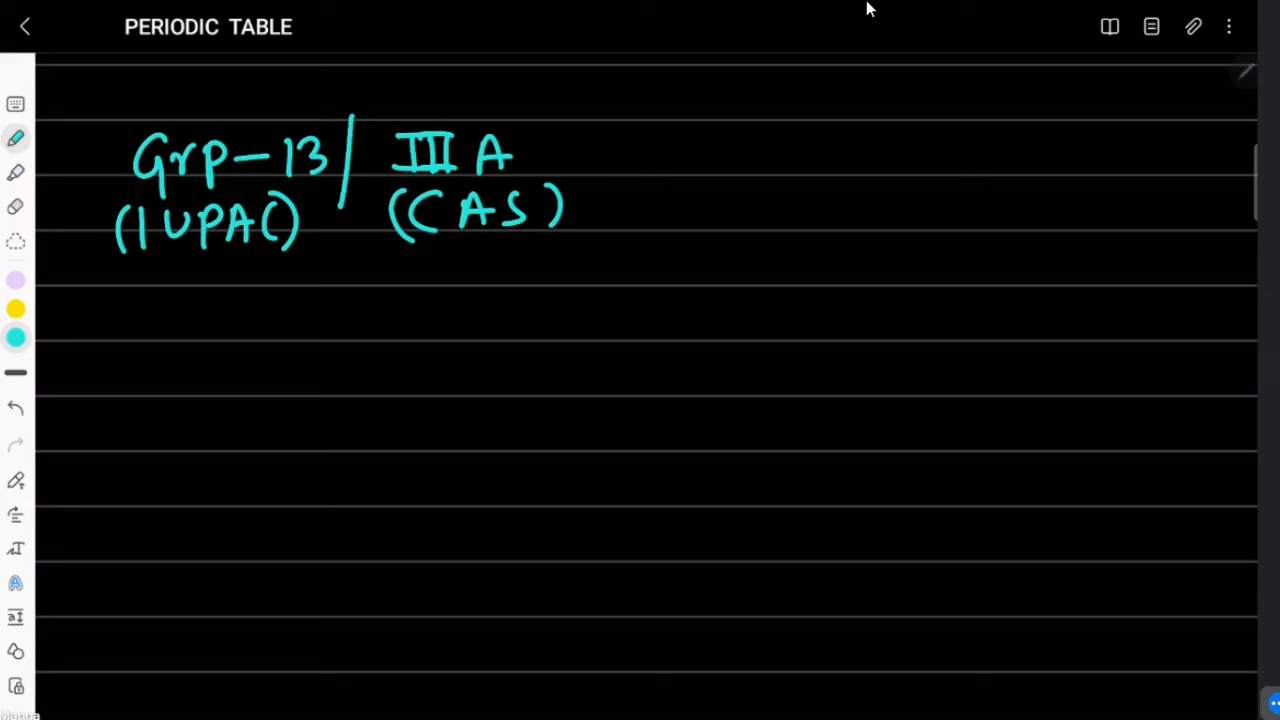 PERIODIC TABLE
Grp-13/ III A
(IUPAC) (CAS)